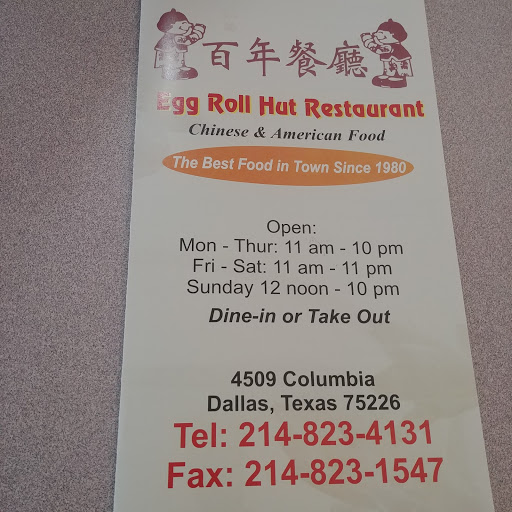 百年餐廳
Egg Roll Hut Restaurant
Chinese & American Food
The Best Food in Town Since 1980
Open:
Mon - Thur: 11 am - 10 pm
Fri - Sat: 11 am - 11 pm
Sunday 12 noon - 10 pm
Dine-in or Take Out
4509 Columbia
Dallas, Texas 75226
Tel: 214-823-4131
Fax: 214-823-1547